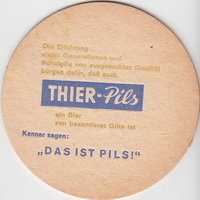 Die Erfahrung
vieler Generationen und
Rohstoffe von ausgesuchter Qualität
bürgen dafür, daß auch
THIER-Pils
ein Bier
von besonderer Güte ist
Kenner sagen:
„DAS IST PILS!“